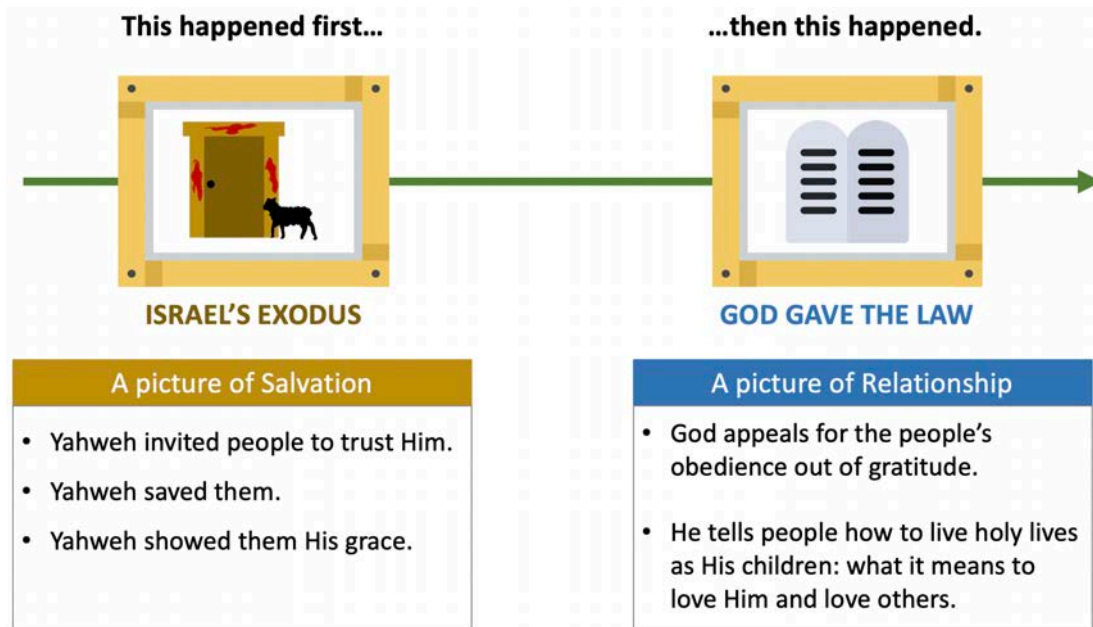 This happened first...
...then this happened.
ISRAEL'S EXODUS
GOD GAVE THE LAW
A picture of Salvation
• Yahweh invited people to trust Him.
• Yahweh saved them.
• Yahweh showed them His grace.
A picture of Relationship
• God appeals for the people's
obedience out of gratitude.
• He tells people how to live holy lives
as His children: what it means to
love Him and love others.